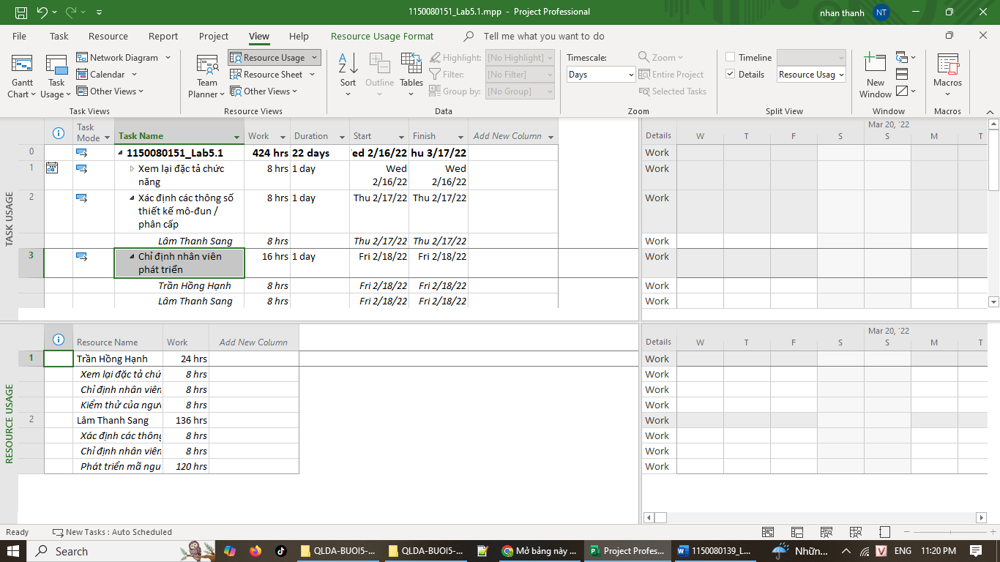 1150080151_Lab5.1.mpp - Project Professional
nhan thanh NT
File Task Resource Report Project View Help Resource Usage Format Tell me what you want to do
Gantt Chart
Task Usage
Network Diagram
Calendar
Other Views
Task Views
Team Planner
Resource Usage
Resource Sheet
Other Views
Resource Views
Sort
Outline
Tables
Highlight: [No Highlight]
Filter: [No Filter]
Group by: [No Group]
Data
Timescale:
Days
Zoom
Entire Project
Selected Tasks
Zoom
Timeline
Details Resource Usag
Split View
New Window
Window
Macros
Macros
TASK USAGE
Task Mode Task Name Work Duration Start Finish Add New Column
0 1150080151_Lab5.1 424 hrs 22 days ed 2/16/22 hu 3/17/22
1 Xem lại đặc tả chức năng 8 hrs 1 day Wed 2/16/22 Wed 2/16/22
2 Xác định các thông số thiết kế mô-đun / phân cấp 8 hrs 1 day Thu 2/17/22 Thu 2/17/22
Lâm Thanh Sang 8 hrs Thu 2/17/22 Thu 2/17/22
3 Chỉ định nhân viên phát triển 16 hrs 1 day Fri 2/18/22 Fri 2/18/22
Trần Hồng Hạnh 8 hrs Fri 2/18/22 Fri 2/18/22
Lâm Thanh Sang 8 hrs Fri 2/18/22 Fri 2/18/22
Mar 20, '22
Details W T F S S M T
Work
Work
Work
Work
Work
Work
Work
RESOURCE USAGE
Resource Name Work Add New Column
1 Trần Hồng Hạnh 24 hrs
Xem lại đặc tả chứ 8 hrs
Chỉ định nhân viên 8 hrs
Kiểm thử của ngư 8 hrs
2 Lâm Thanh Sang 136 hrs
Xác định các thông 8 hrs
Chỉ định nhân viên 8 hrs
Phát triển mã ngu 120 hrs
Mar 20, '22
Details W T F S S M T
Work
Work
Work
Work
Work
Work
Work
Work
Ready New Tasks : Auto Scheduled
Search
QLDA-BUOI5-...
QLDA-BUOI5-...
Mở bảng này ...
Project Profes...
1150080139_L...
Nhữn...
V ENG 11:20 PM